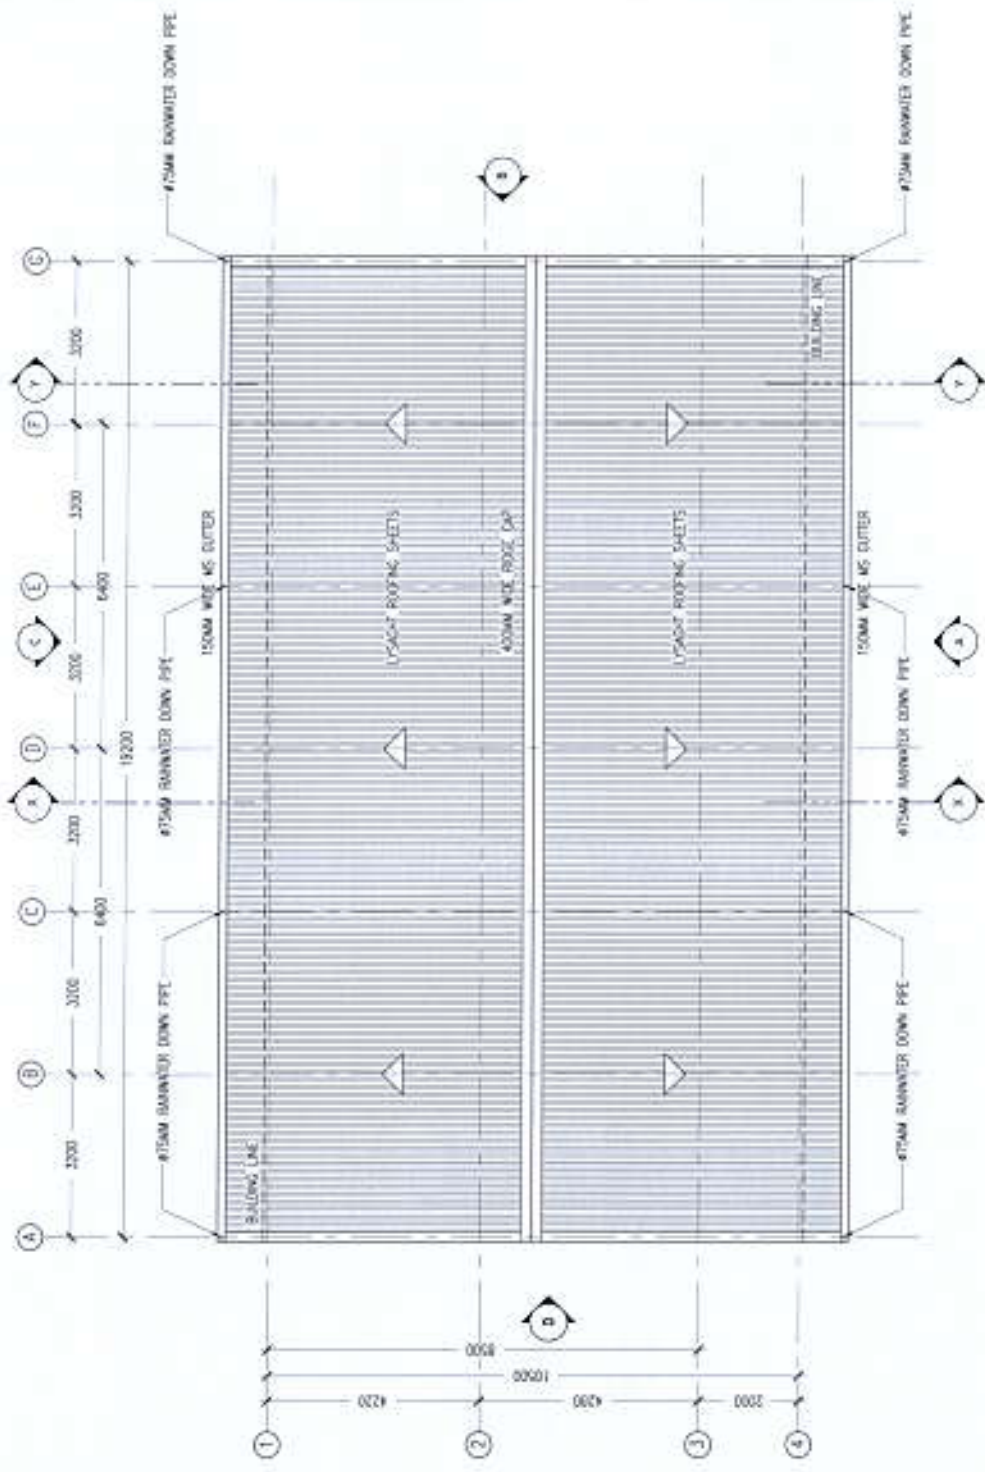 A
B
C
D
E
F
G
3200
3200
3200
3200
3200
3200
6400
6400
19200
X
C
Y
ø75MM RAINWATER DOWN PIPE
ø75MM RAINWATER DOWN PIPE
ø75MM RAINWATER DOWN PIPE
150MM WIDE MS GUTTER
BUILDING LINE
LYSAGHT ROOFING SHEETS
400MM WIDE RIDGE CAP
LYSAGHT ROOFING SHEETS
BUILDING LINE
150MM WIDE MS GUTTER
ø75MM RAINWATER DOWN PIPE
ø75MM RAINWATER DOWN PIPE
ø75MM RAINWATER DOWN PIPE
X
A
Y
B
D
1
2
3
4
4220
4280
2000
10500
8500